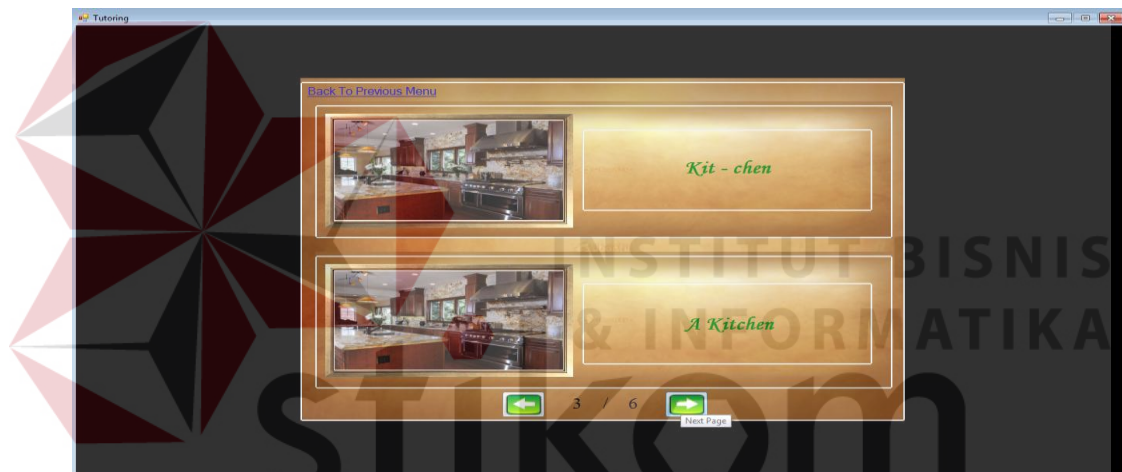 Tutoring
Back To Previous Menu
Kit - chen
A Kitchen
3 / 6
Next Page
INSTITUT BISNIS
& INFORMATIKA
stikom